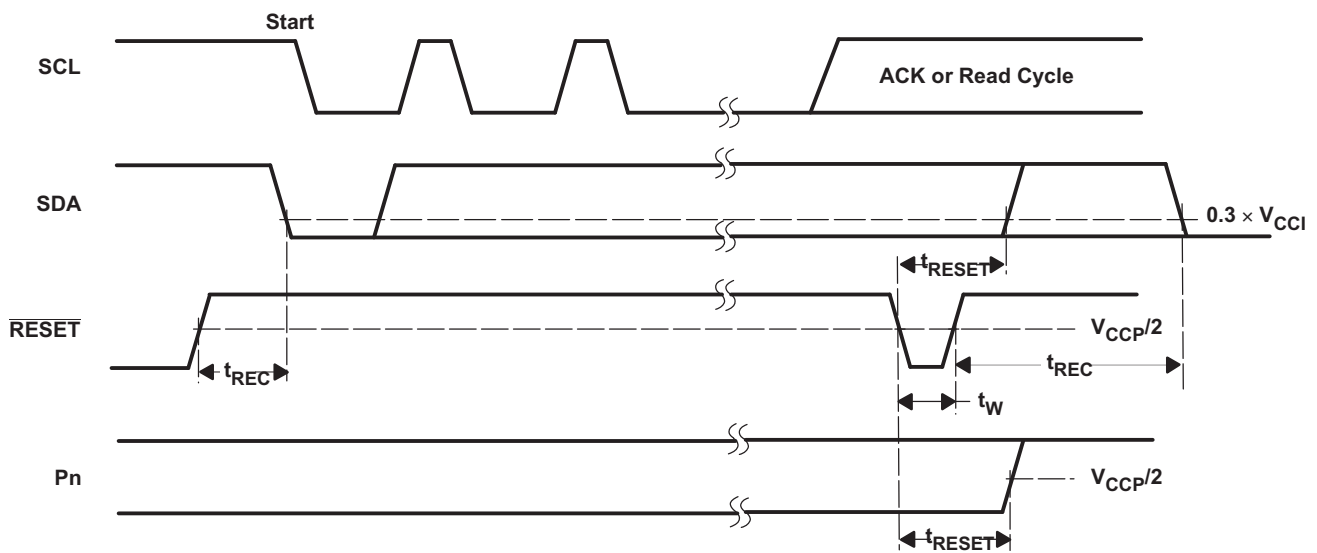 Start
SCL
ACK or Read Cycle
SDA
0.3 × VCCI
tRESET
RESET
VCCP/2
tREC
tREC
tW
Pn
VCCP/2
tRESET